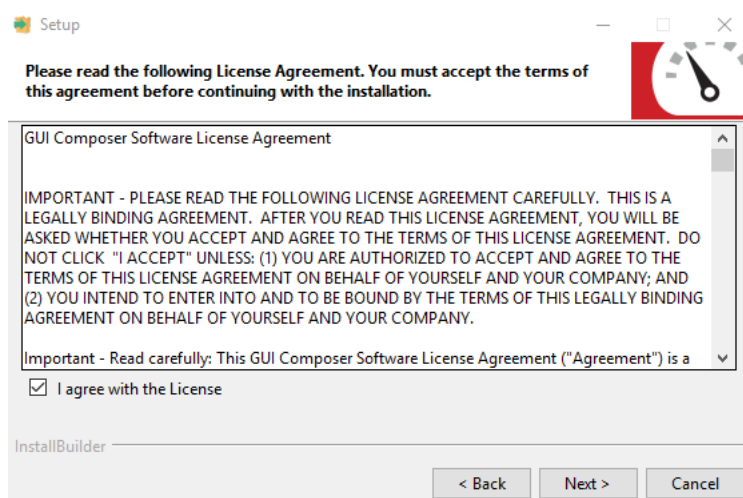 Setup
Please read the following License Agreement. You must accept the terms of
this agreement before continuing with the installation.
GUI Composer Software License Agreement
IMPORTANT - PLEASE READ THE FOLLOWING LICENSE AGREEMENT CAREFULLY.  THIS IS A
LEGALLY BINDING AGREEMENT.  AFTER YOU READ THIS LICENSE AGREEMENT, YOU WILL BE
ASKED WHETHER YOU ACCEPT AND AGREE TO THE TERMS OF THIS LICENSE AGREEMENT.  DO
NOT CLICK  "I ACCEPT" UNLESS: (1) YOU ARE AUTHORIZED TO ACCEPT AND AGREE TO THE
TERMS OF THIS LICENSE AGREEMENT ON BEHALF OF YOURSELF AND YOUR COMPANY; AND
(2) YOU INTEND TO ENTER INTO AND TO BE BOUND BY THE TERMS OF THIS LEGALLY BINDING
AGREEMENT ON BEHALF OF YOURSELF AND YOUR COMPANY.
Important - Read carefully: This GUI Composer Software License Agreement ("Agreement") is a
I agree with the License
InstallBuilder
< Back
Next >
Cancel